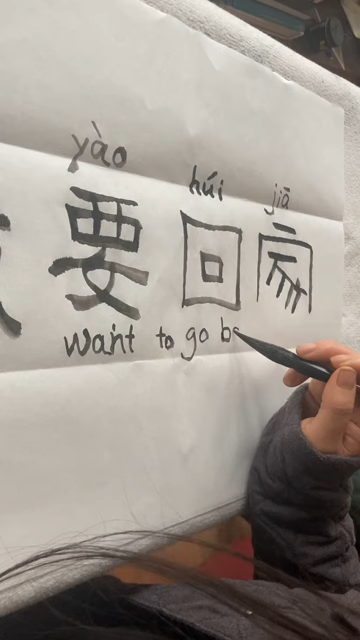 yào húi jiā
要回家
want to go